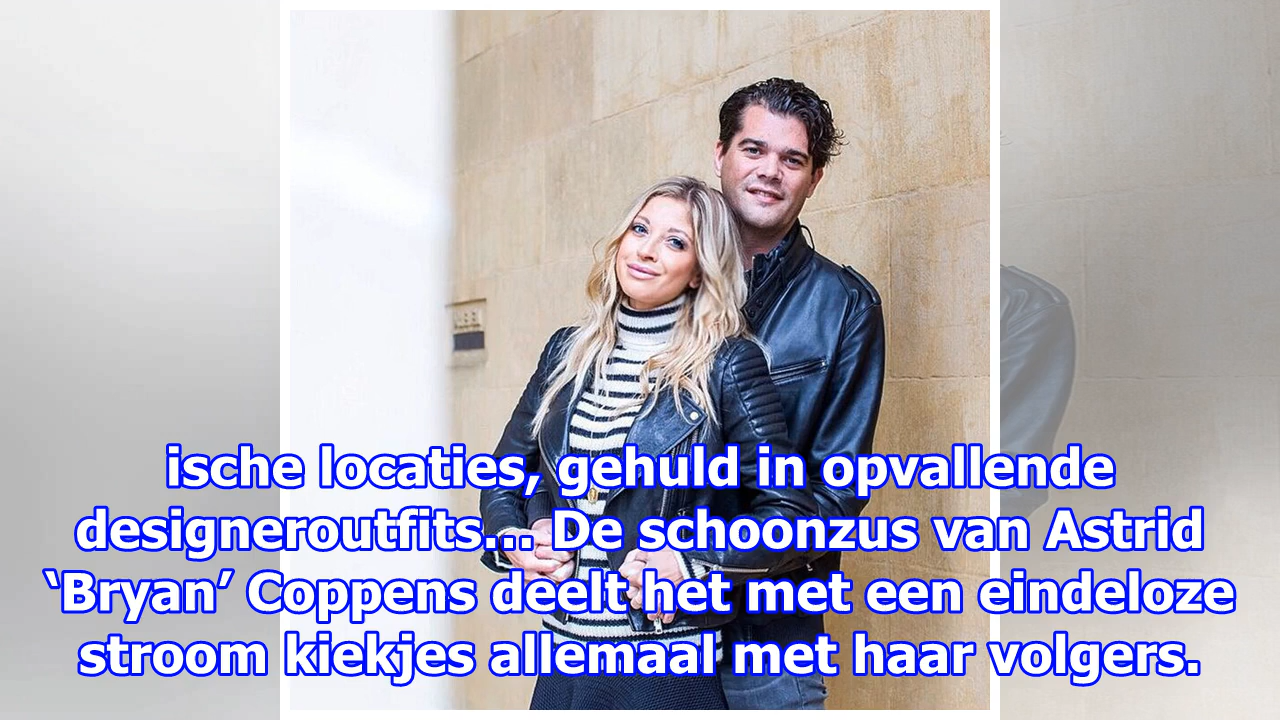 ische locaties, gehuld in opvallende
designeroutfits... De schoonzus van Astrid
‘Bryan’ Coppens deelt het met een eindeloze
stroom kiekjes allemaal met haar volgers.